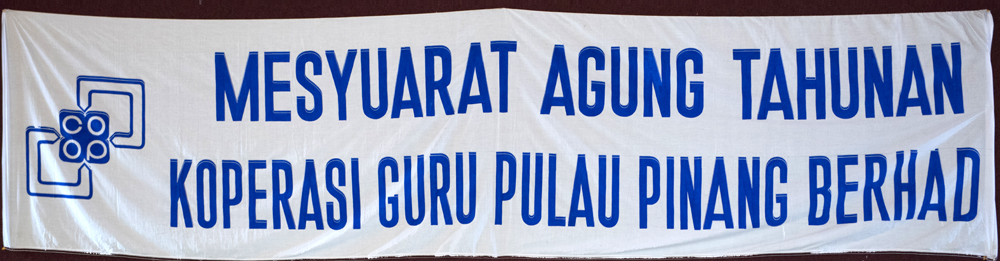 MESYUARAT AGUNG TAHUNAN
CO
OP
KOPERASI GURU PULAU PINANG BERHAD